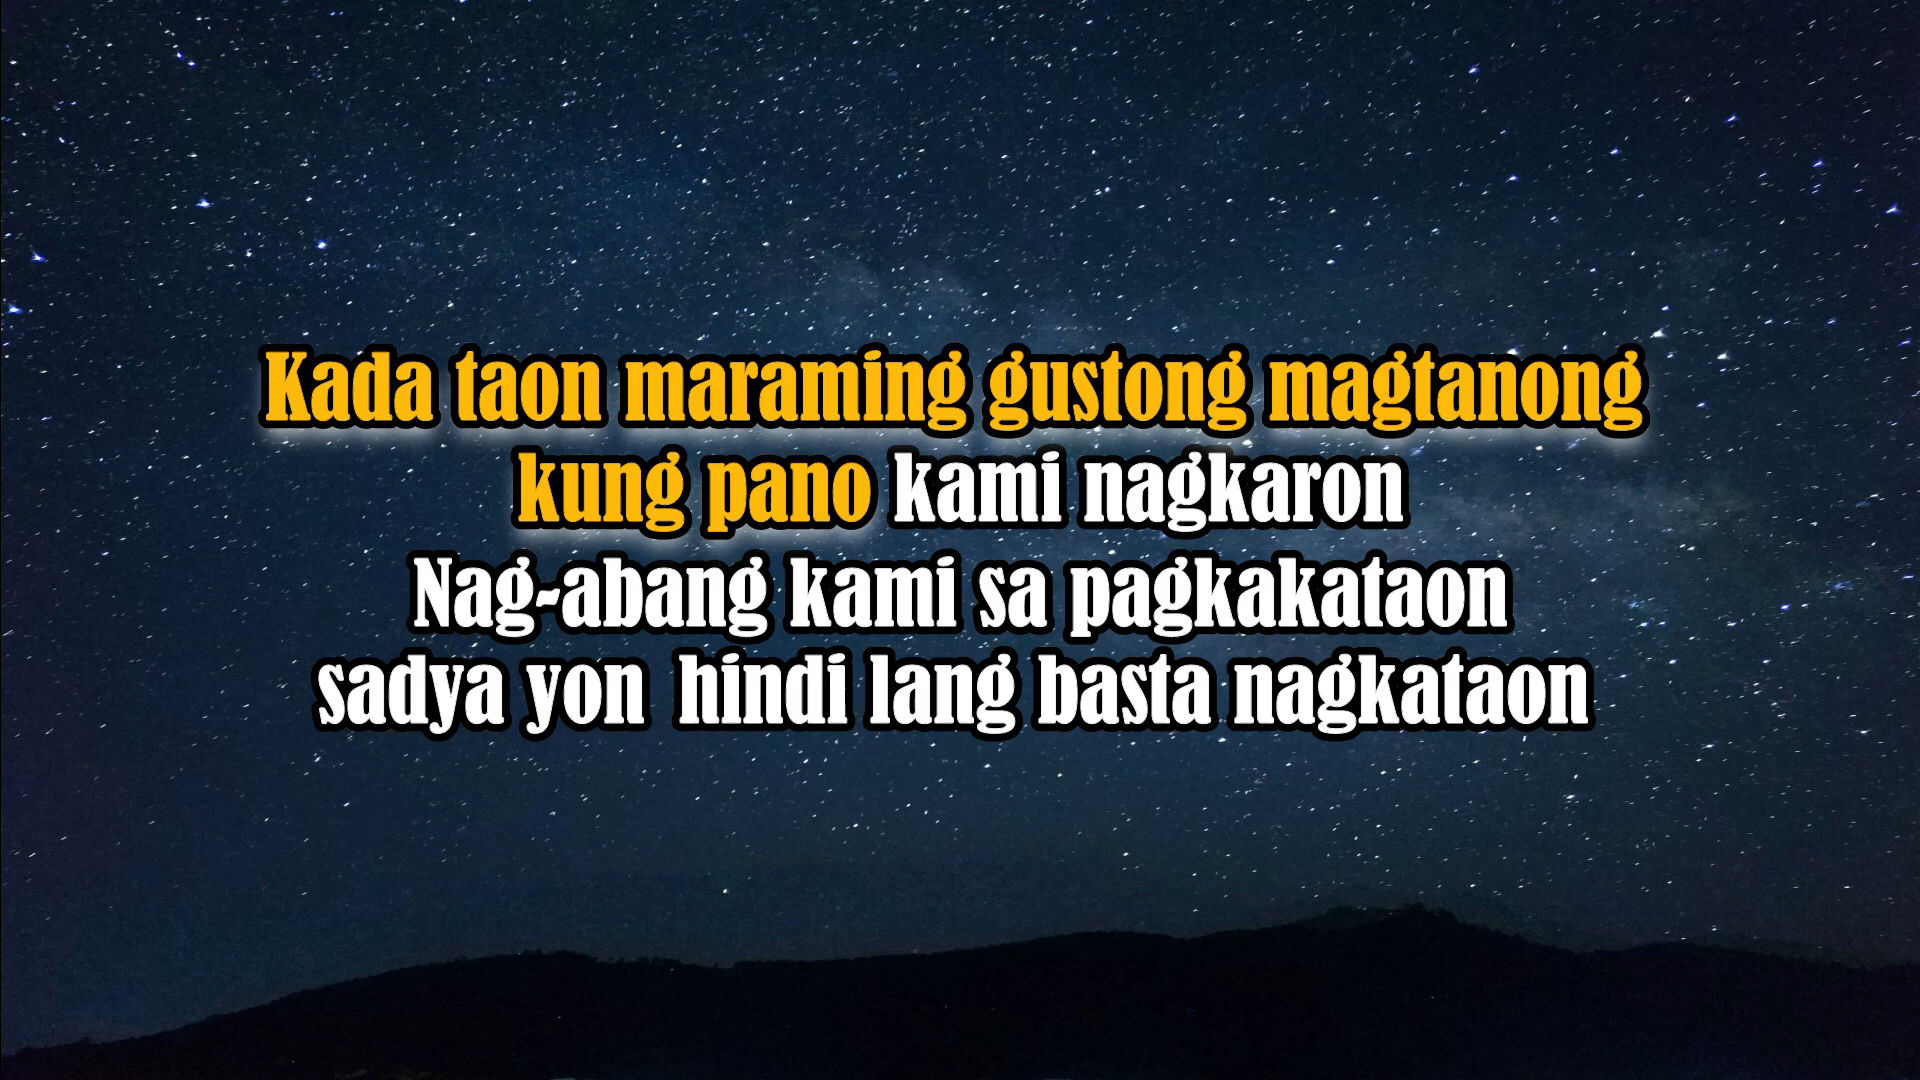 Kada taon maraming gustong magtanong
kung pano kami nagkaron
Nag-abang kami sa pagkakataon
sadya yon hindi lang basta nagkataon